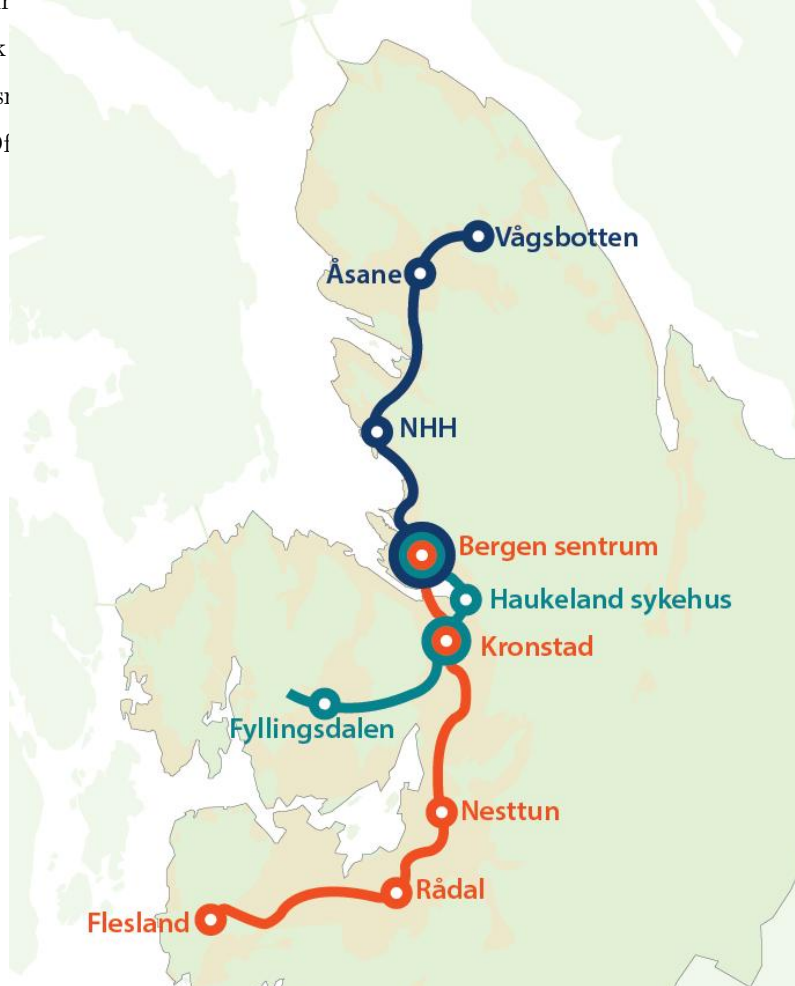 Vågsbotten
Åsane
NHH
Bergen sentrum
Haukeland sykehus
Kronstad
Fyllingsdalen
Nesttun
Rådal
Flesland